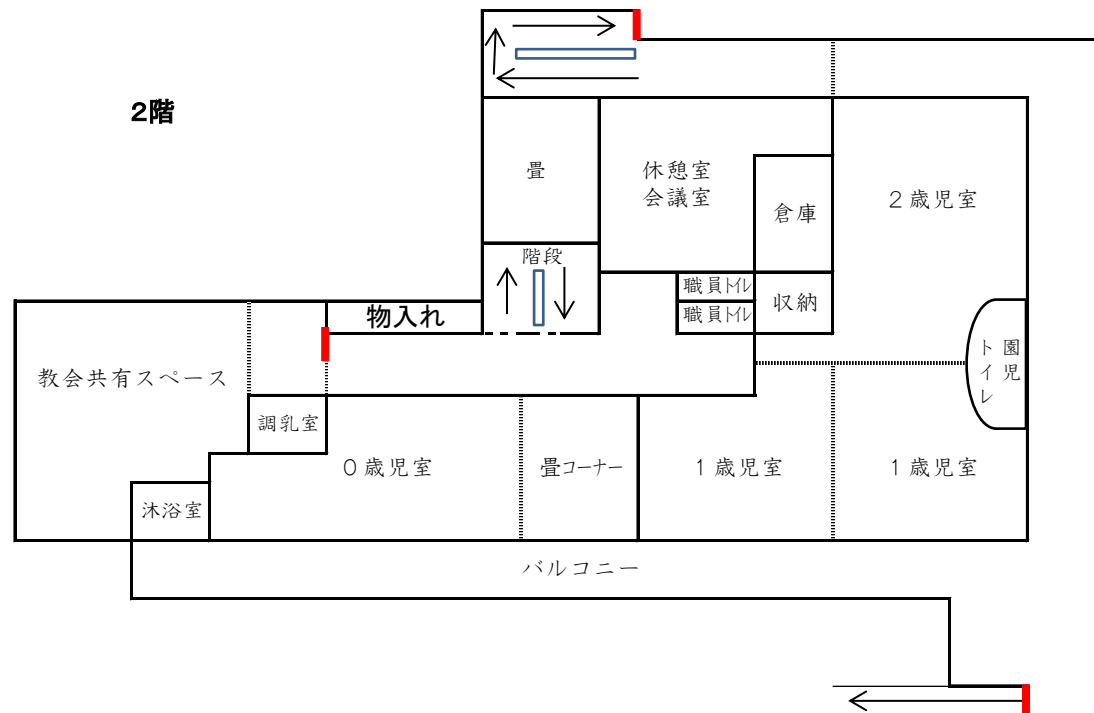 2階
畳
休憩室
会議室
倉庫
2歳児室
階段
職員トイレ
職員トイレ
収納
物入れ
園児
トイレ
教会共有スペース
調乳室
0歳児室
畳コーナー
1歳児室
1歳児室
沐浴室
バルコニー